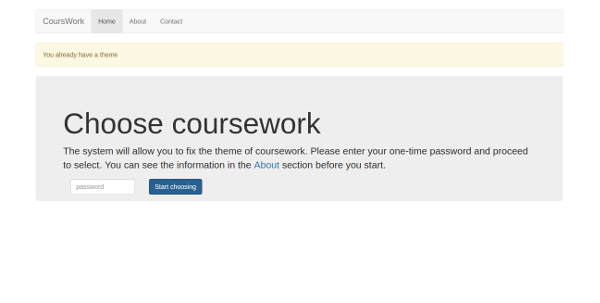 CoursWork Home About Contact
You already have a theme
Choose coursework
The system will allow you to fix the theme of coursework. Please enter your one-time password and proceed
to select. You can see the information in the About section before you start.
password Start choosing